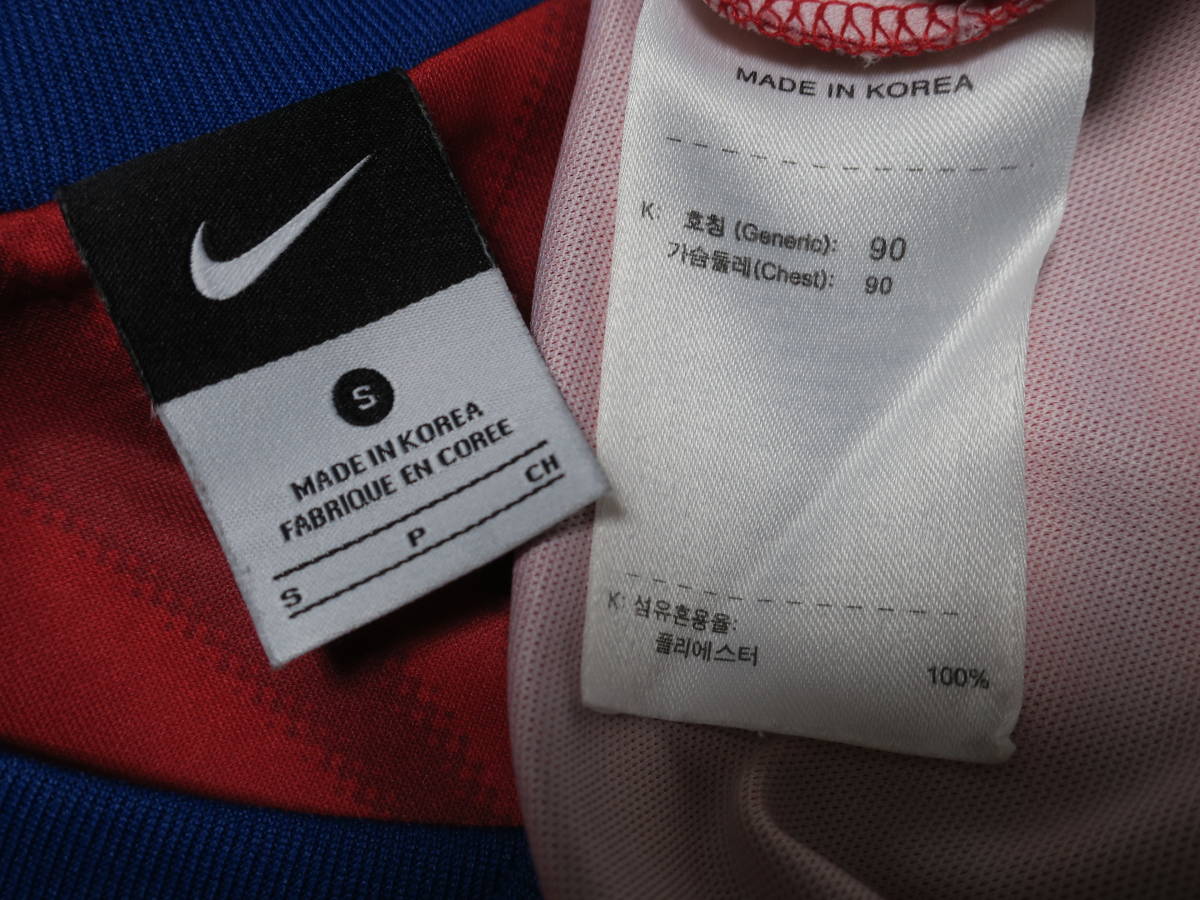 S
MADE IN KOREA
FABRIQUE EN COREE
S P CH
MADE IN KOREA
K: 호칭 (Generic): 90
가슴둘레(Chest): 90
K: 섬유혼용율:
폴리에스터 100%